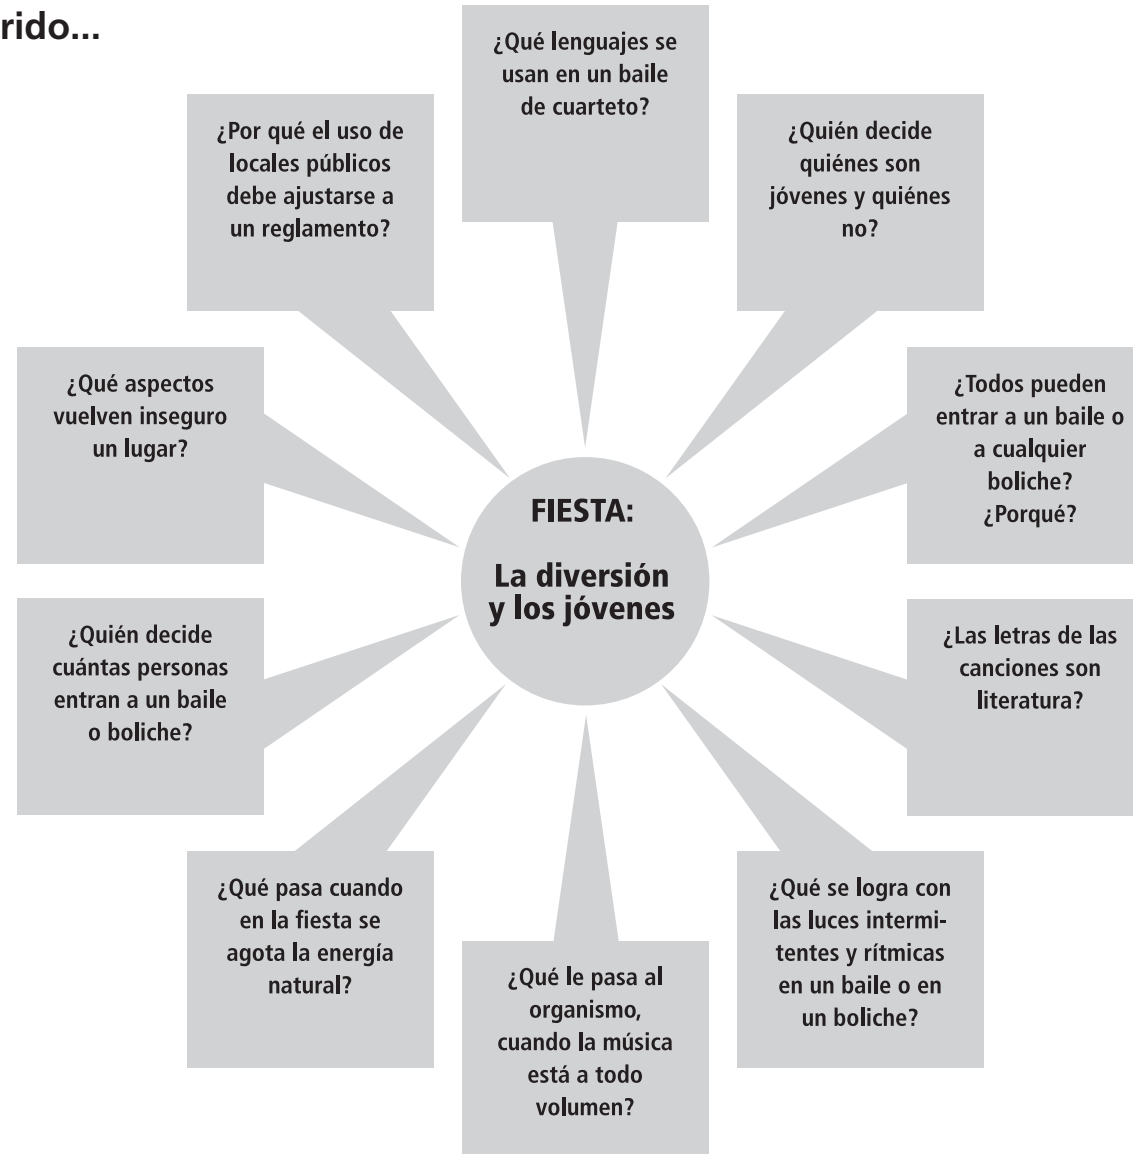 rido...
¿Qué lenguajes se
usan en un baile
de cuarteto?
¿Por qué el uso de
locales públicos
debe ajustarse a
un reglamento?
¿Quién decide
quiénes son
jóvenes y quiénes
no?
¿Qué aspectos
vuelven inseguro
un lugar?
¿Todos pueden
entrar a un baile o
a cualquier
boliche?
¿Porqué?
FIESTA:
La diversión
y los jóvenes
¿Quién decide
cuántas personas
entran a un baile
o boliche?
¿Las letras de las
canciones son
literatura?
¿Qué pasa cuando
en la fiesta se
agota la energía
natural?
¿Qué le pasa al
organismo,
cuando la música
está a todo
volumen?
¿Qué se logra con
las luces intermi-
tentes y rítmicas
en un baile o en
un boliche?